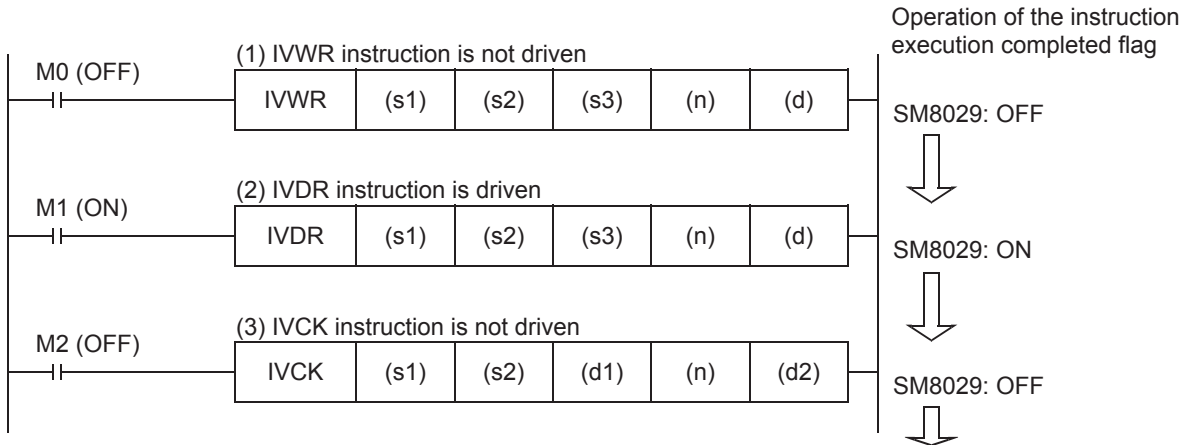 Operation of the instruction
execution completed flag
(1) IVWR instruction is not driven
M0 (OFF)
IVWR (s1) (s2) (s3) (n) (d)
SM8029: OFF
(2) IVDR instruction is driven
M1 (ON)
IVDR (s1) (s2) (s3) (n) (d)
SM8029: ON
(3) IVCK instruction is not driven
M2 (OFF)
IVCK (s1) (s2) (d1) (n) (d2)
SM8029: OFF